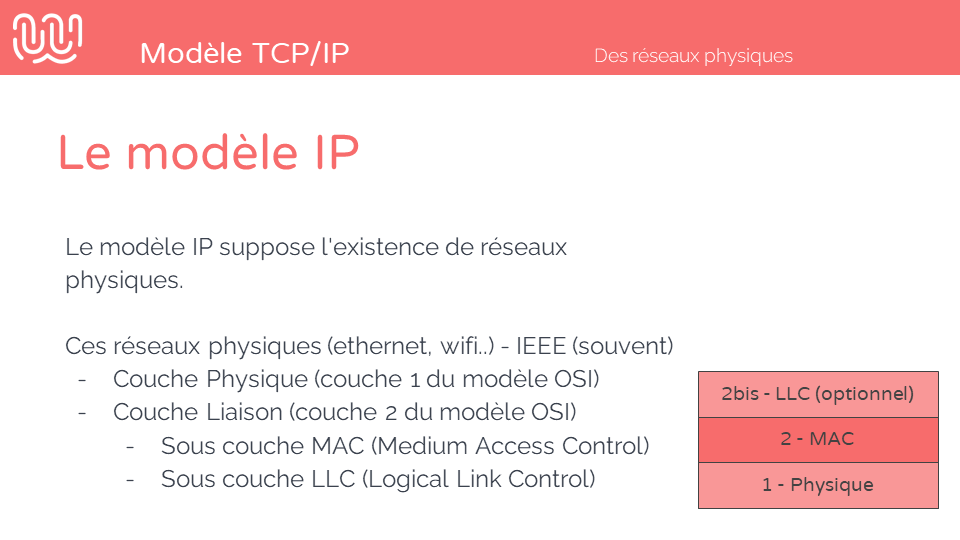 Modèle TCP/IP
Des réseaux physiques
Le modèle IP
Le modèle IP suppose l'existence de réseaux
physiques.
Ces réseaux physiques (ethernet, wifi..) - IEEE (souvent)
- Couche Physique (couche 1 du modèle OSI)
- Couche Liaison (couche 2 du modèle OSI)
- Sous couche MAC (Medium Access Control)
- Sous couche LLC (Logical Link Control)
2bis - LLC (optionnel)
2 - MAC
1 - Physique